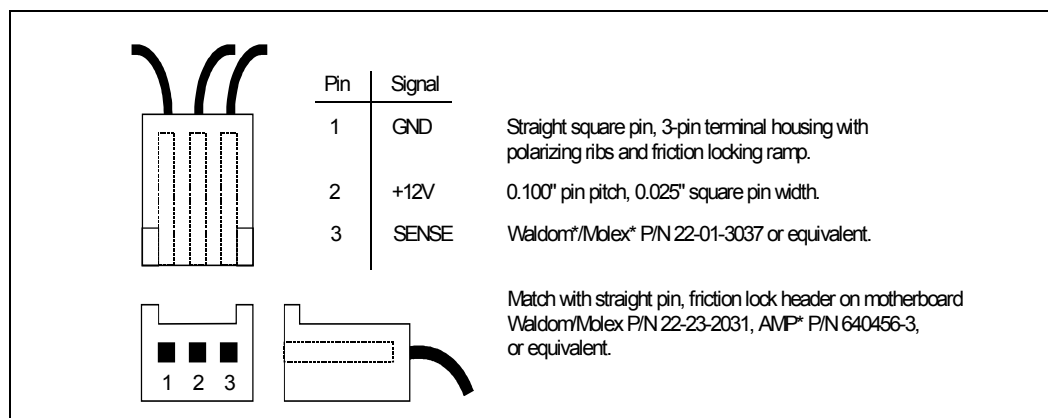 Pin Signal
1 GND Straight square pin, 3-pin terminal housing with
polarizing ribs and friction locking ramp.
2 +12V 0.100" pin pitch, 0.025" square pin width.
3 SENSE Waldom*/Molex* P/N 22-01-3037 or equivalent.
Match with straight pin, friction lock header on motherboard
Waldom/Molex P/N 22-23-2031, AMP* P/N 640456-3,
or equivalent.
1 2 3